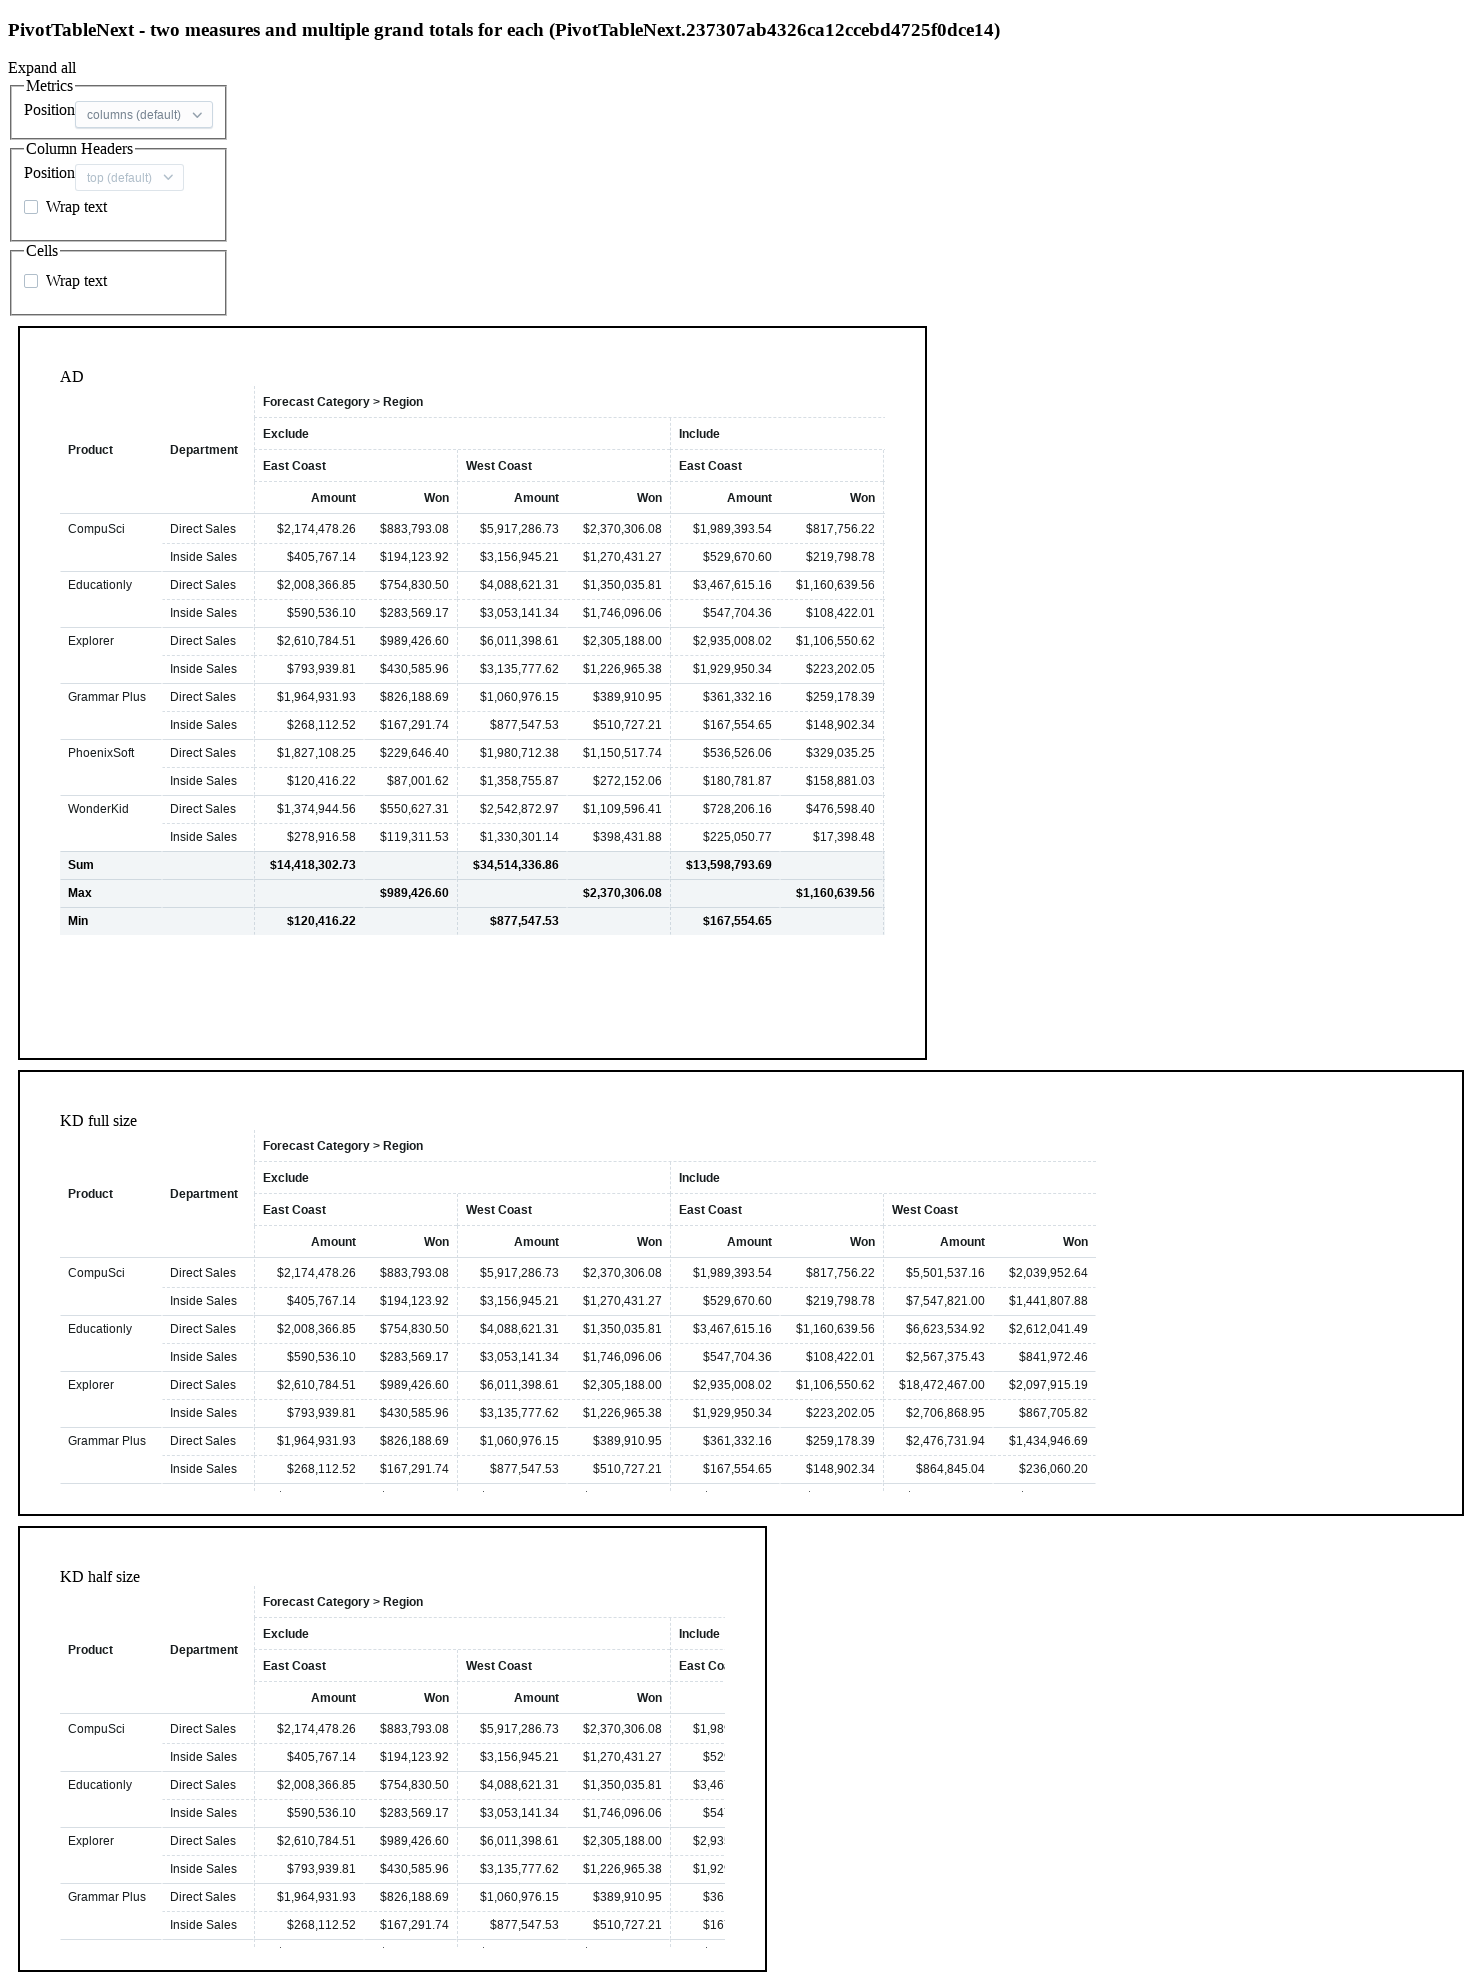 PivotTableNext - two measures and multiple grand totals for each (PivotTableNext.237307ab4326ca12ccebd4725f0dce14)
Expand all
Metrics
Position columns (default)
Column Headers
Position top (default)
Wrap text
Cells
Wrap text
AD
Forecast Category > Region
Exclude Include
Product Department
East Coast West Coast East Coast
Amount Won Amount Won Amount Won
CompuSci Direct Sales $2,174,478.26 $883,793.08 $5,917,286.73 $2,370,306.08 $1,989,393.54 $817,756.22
Inside Sales $405,767.14 $194,123.92 $3,156,945.21 $1,270,431.27 $529,670.60 $219,798.78
Educationly Direct Sales $2,008,366.85 $754,830.50 $4,088,621.31 $1,350,035.81 $3,467,615.16 $1,160,639.56
Inside Sales $590,536.10 $283,569.17 $3,053,141.34 $1,746,096.06 $547,704.36 $108,422.01
Explorer Direct Sales $2,610,784.51 $989,426.60 $6,011,398.61 $2,305,188.00 $2,935,008.02 $1,106,550.62
Inside Sales $793,939.81 $430,585.96 $3,135,777.62 $1,226,965.38 $1,929,950.34 $223,202.05
Grammar Plus Direct Sales $1,964,931.93 $826,188.69 $1,060,976.15 $389,910.95 $361,332.16 $259,178.39
Inside Sales $268,112.52 $167,291.74 $877,547.53 $510,727.21 $167,554.65 $148,902.34
PhoenixSoft Direct Sales $1,827,108.25 $229,646.40 $1,980,712.38 $1,150,517.74 $536,526.06 $329,035.25
Inside Sales $120,416.22 $87,001.62 $1,358,755.87 $272,152.06 $180,781.87 $158,881.03
WonderKid Direct Sales $1,374,944.56 $550,627.31 $2,542,872.97 $1,109,596.41 $728,206.16 $476,598.40
Inside Sales $278,916.58 $119,311.53 $1,330,301.14 $398,431.88 $225,050.77 $17,398.48
Sum $14,418,302.73 $34,514,336.86 $13,598,793.69
Max $989,426.60 $2,370,306.08 $1,160,639.56
Min $120,416.22 $877,547.53 $167,554.65
KD full size
Forecast Category > Region
Exclude Include
Product Department
East Coast West Coast East Coast West Coast
Amount Won Amount Won Amount Won Amount Won
CompuSci Direct Sales $2,174,478.26 $883,793.08 $5,917,286.73 $2,370,306.08 $1,989,393.54 $817,756.22 $5,501,537.16 $2,039,952.64
Inside Sales $405,767.14 $194,123.92 $3,156,945.21 $1,270,431.27 $529,670.60 $219,798.78 $7,547,821.00 $1,441,807.88
Educationly Direct Sales $2,008,366.85 $754,830.50 $4,088,621.31 $1,350,035.81 $3,467,615.16 $1,160,639.56 $6,623,534.92 $2,612,041.49
Inside Sales $590,536.10 $283,569.17 $3,053,141.34 $1,746,096.06 $547,704.36 $108,422.01 $2,567,375.43 $841,972.46
Explorer Direct Sales $2,610,784.51 $989,426.60 $6,011,398.61 $2,305,188.00 $2,935,008.02 $1,106,550.62 $18,472,467.00 $2,097,915.19
Inside Sales $793,939.81 $430,585.96 $3,135,777.62 $1,226,965.38 $1,929,950.34 $223,202.05 $2,706,868.95 $867,705.82
Grammar Plus Direct Sales $1,964,931.93 $826,188.69 $1,060,976.15 $389,910.95 $361,332.16 $259,178.39 $2,476,731.94 $1,434,946.69
Inside Sales $268,112.52 $167,291.74 $877,547.53 $510,727.21 $167,554.65 $148,902.34 $864,845.04 $236,060.20
KD half size
Forecast Category > Region
Exclude Include
Product Department
East Coast West Coast East
Amount Won Amount Won
CompuSci Direct Sales $2,174,478.26 $883,793.08 $5,917,286.73 $2,370,306.08
Inside Sales $405,767.14 $194,123.92 $3,156,945.21 $1,270,431.27
Educationly Direct Sales $2,008,366.85 $754,830.50 $4,088,621.31 $1,350,035.81
Inside Sales $590,536.10 $283,569.17 $3,053,141.34 $1,746,096.06
Explorer Direct Sales $2,610,784.51 $989,426.60 $6,011,398.61 $2,305,188.00
Inside Sales $793,939.81 $430,585.96 $3,135,777.62 $1,226,965.38
Grammar Plus Direct Sales $1,964,931.93 $826,188.69 $1,060,976.15 $389,910.95
Inside Sales $268,112.52 $167,291.74 $877,547.53 $510,727.21